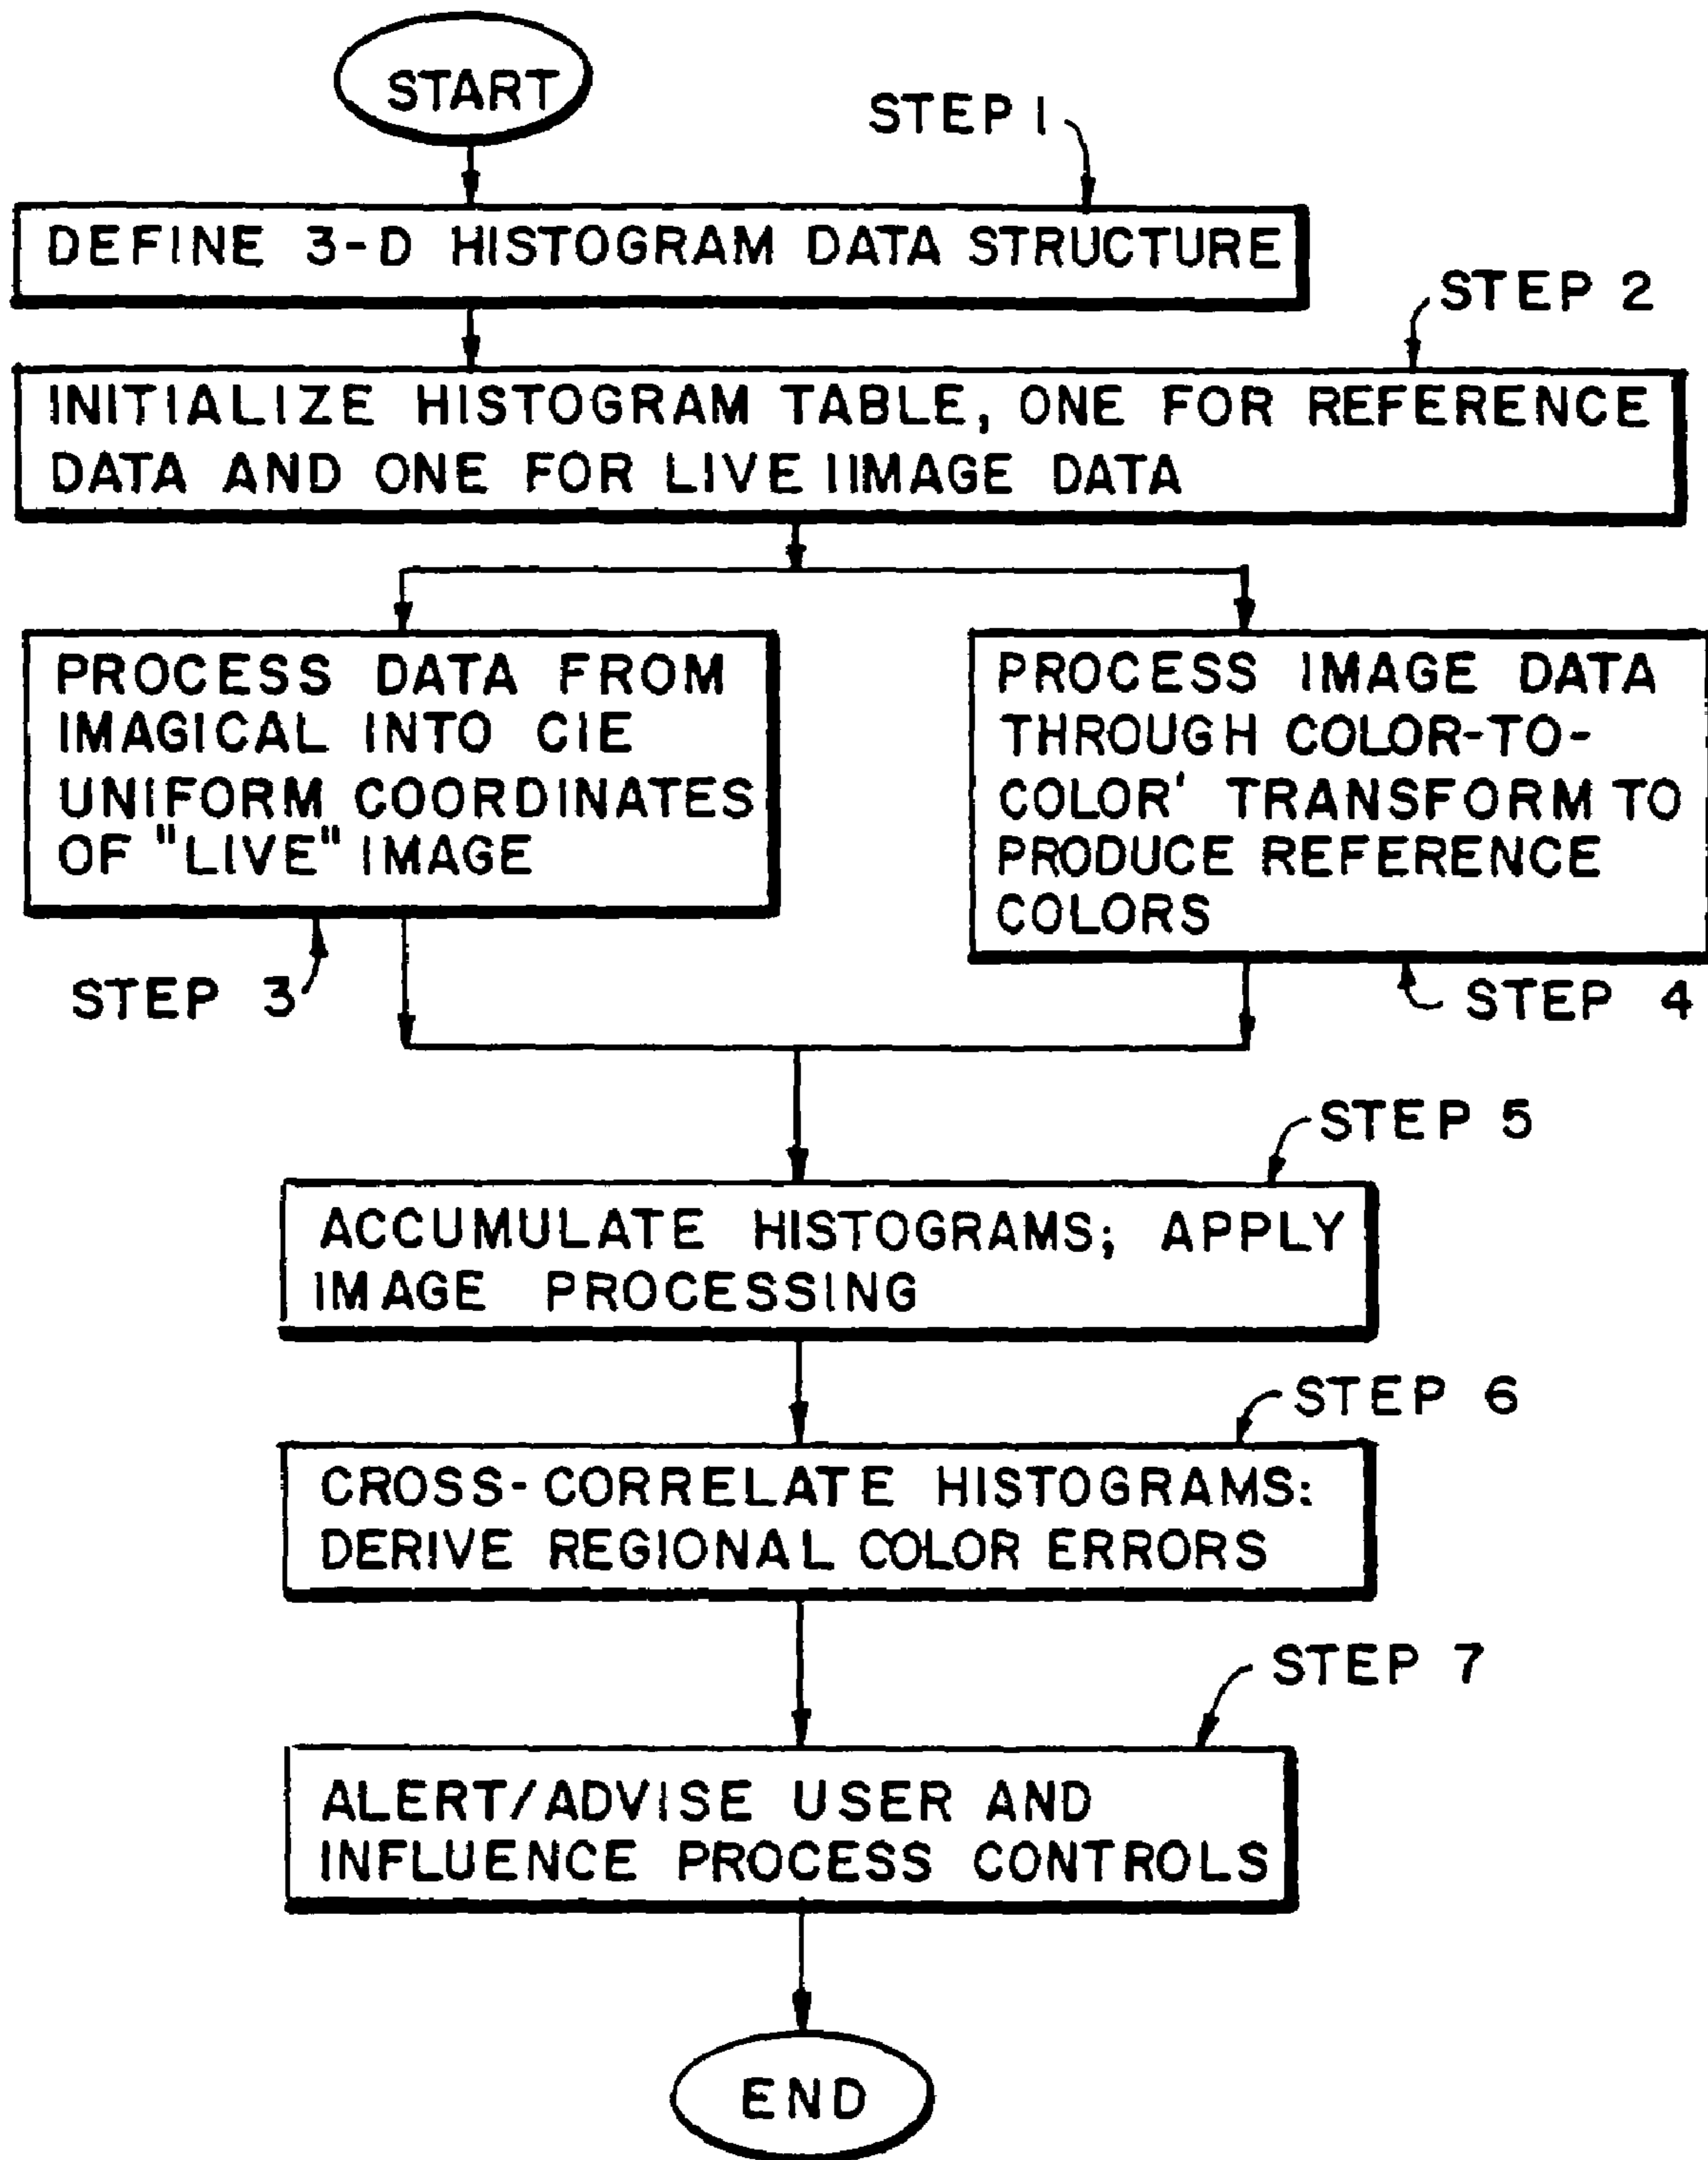 START
STEP 1
DEFINE 3-D HISTOGRAM DATA STRUCTURE
STEP 2
INITIALIZE HISTOGRAM TABLE, ONE FOR REFERENCE
DATA AND ONE FOR LIVE IIMAGE DATA
PROCESS DATA FROM
IMAGICAL INTO CIE
UNIFORM COORDINATES
OF "LIVE" IMAGE
STEP 3
PROCESS IMAGE DATA
THROUGH COLOR-TO-
COLOR' TRANSFORM TO
PRODUCE REFERENCE
COLORS
STEP 4
STEP 5
ACCUMULATE HISTOGRAMS; APPLY
IMAGE PROCESSING
STEP 6
CROSS-CORRELATE HISTOGRAMS:
DERIVE REGIONAL COLOR ERRORS
STEP 7
ALERT/ADVISE USER AND
INFLUENCE PROCESS CONTROLS
END